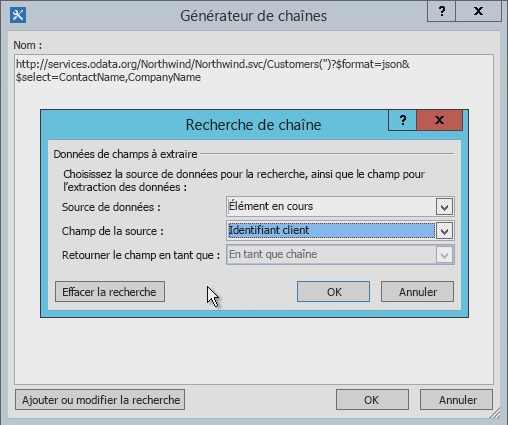 Générateur de chaînes
? X
Nom :
http://services.odata.org/Northwind/Northwind.svc/Customers('')?$format=json&
$select=ContactName,CompanyName
Recherche de chaîne
? X
Données de champs à extraire
Choisissez la source de données pour la recherche, ainsi que le champ pour
l'extraction des données :
Source de données : Élément en cours
Champ de la source : Identifiant client
Retourner le champ en tant que : En tant que chaîne
Effacer la recherche OK Annuler
Ajouter ou modifier la recherche OK Annuler